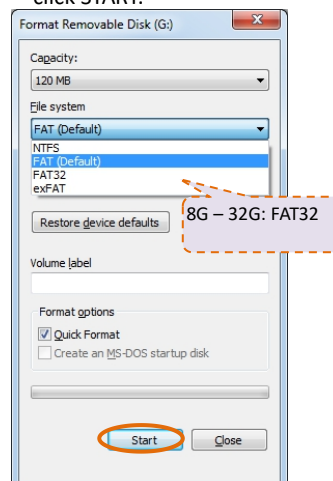 click START.
Format Removable Disk (G:)
Capacity:
120 MB
File system
FAT (Default)
NTFS
FAT (Default)
FAT32
exFAT
8G – 32G: FAT32
Restore device defaults
Volume label
Format options
Quick Format
Create an MS-DOS startup disk
Start
Close